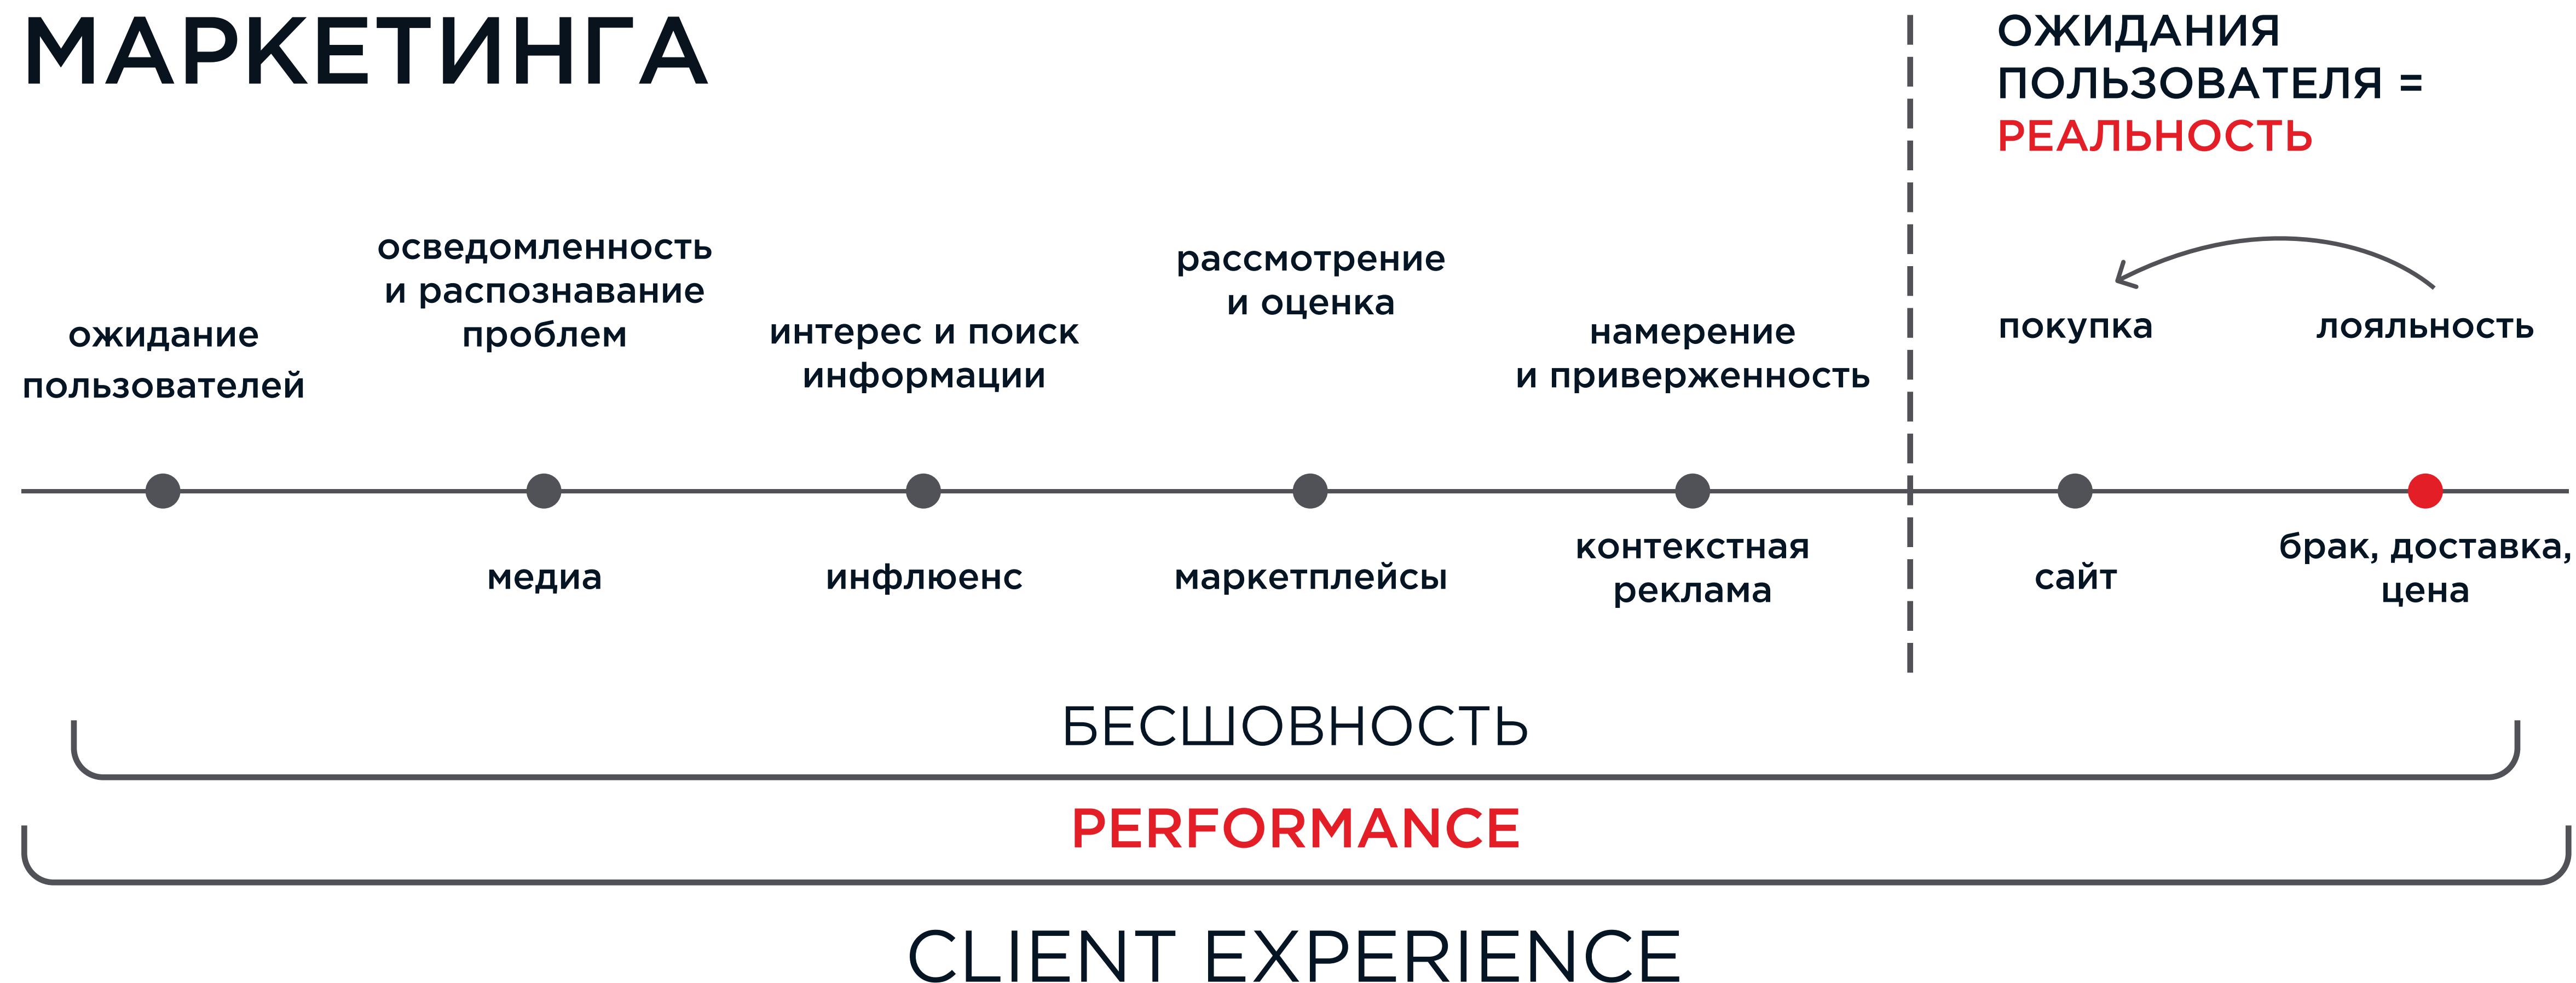 МАРКЕТИНГА
ОЖИДАНИЯ
ПОЛЬЗОВАТЕЛЯ =
РЕАЛЬНОСТЬ
ожидание
пользователей
осведомленность
и распознавание
проблем
интерес и поиск
информации
рассмотрение
и оценка
намерение
и приверженность
покупка
лояльность
медиа
инфлюенс
маркетплейсы
контекстная
реклама
сайт
брак, доставка,
цена
БЕСШОВНОСТЬ
PERFORMANCE
CLIENT EXPERIENCE